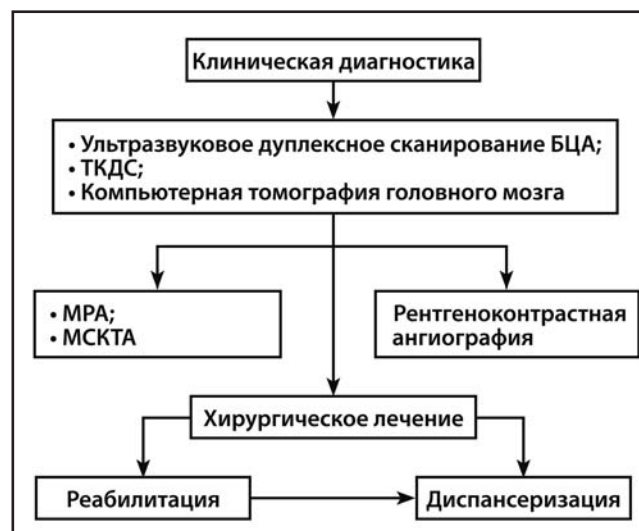 Клиническая диагностика
• Ультразвуковое дуплексное сканирование БЦА;
• ТКДС;
• Компьютерная томография головного мозга
• МРА;
• МСКТА
Рентгеноконтрастная
ангиография
Хирургическое лечение
Реабилитация
Диспансеризация